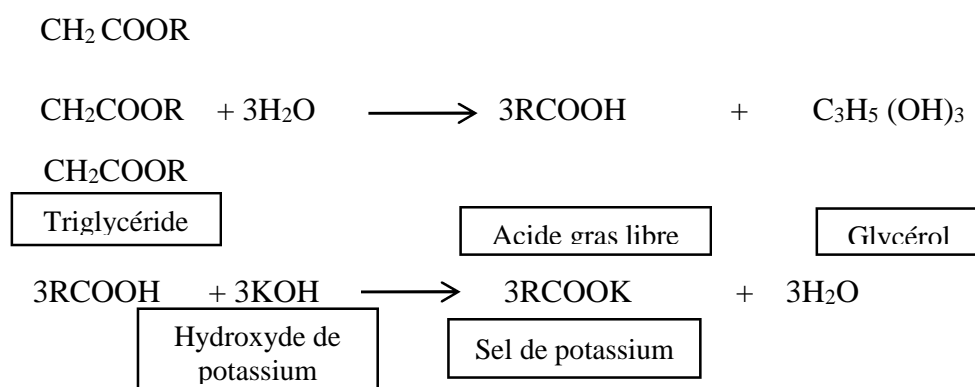 CH₂ COOR
CH₂COOR + 3H₂O ⟶ 3RCOOH + C₃H₅ (OH)₃
CH₂COOR
Triglycéride Acide gras libre Glycérol
3RCOOH + 3KOH ⟶ 3RCOOK + 3H₂O
Hydroxyde de
potassium
Sel de potassium